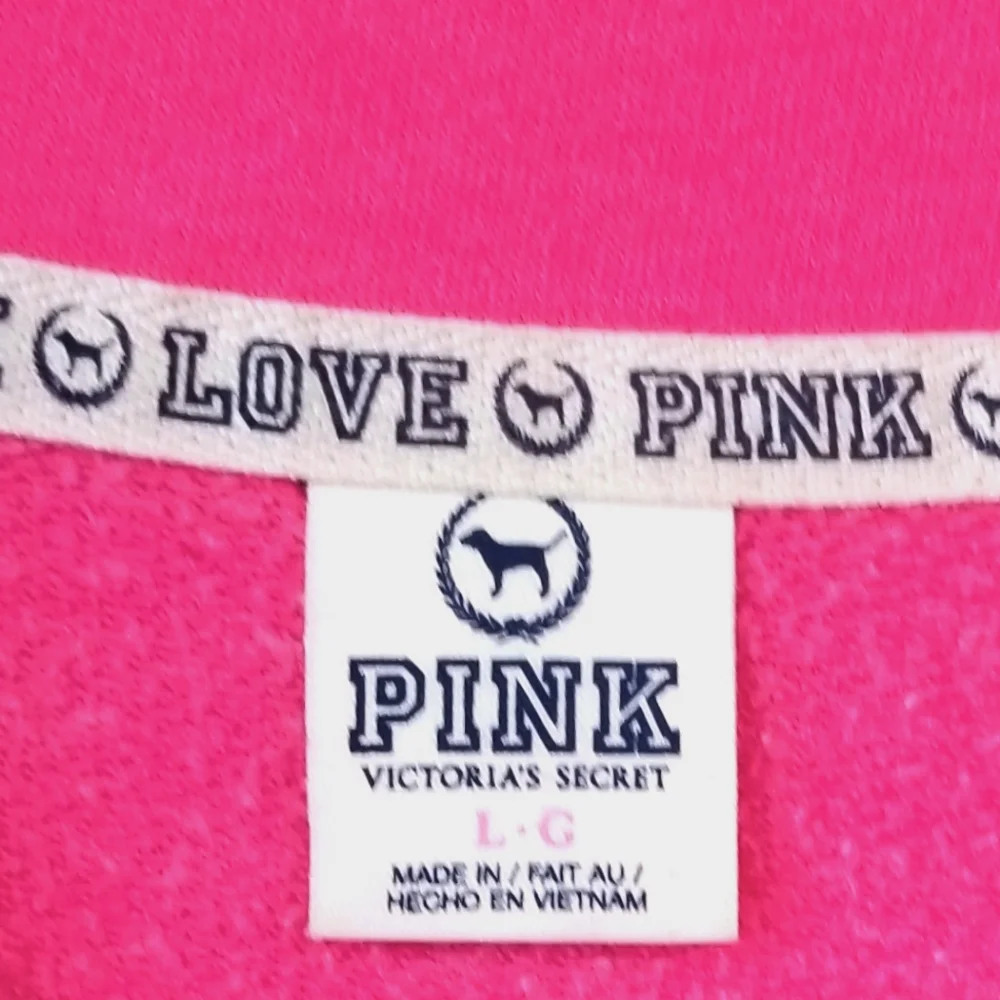 LOVE PINK
PINK
VICTORIA'S SECRET
L·G
MADE IN / FAIT AU /
HECHO EN VIETNAM